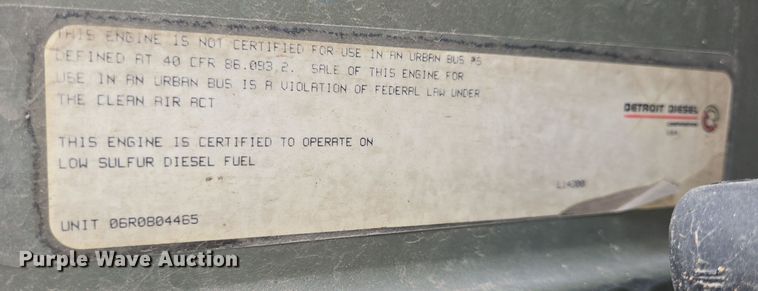 THIS ENGINE IS NOT CERTIFIED FOR USE IN AN URBAN BUS AS
DEFINED AT 40 CFR 86.093 2. SALE OF THIS ENGINE FOR
USE IN AN URBAN BUS IS A VIOLATION OF FEDERAL LAW UNDER
THE CLEAN AIR ACT
THIS ENGINE IS CERTIFIED TO OPERATE ON
LOW SULFUR DIESEL FUEL
UNIT 06R0804465
DETROIT DIESEL
CORPORATION
USA
L14300
Purple Wave Auction